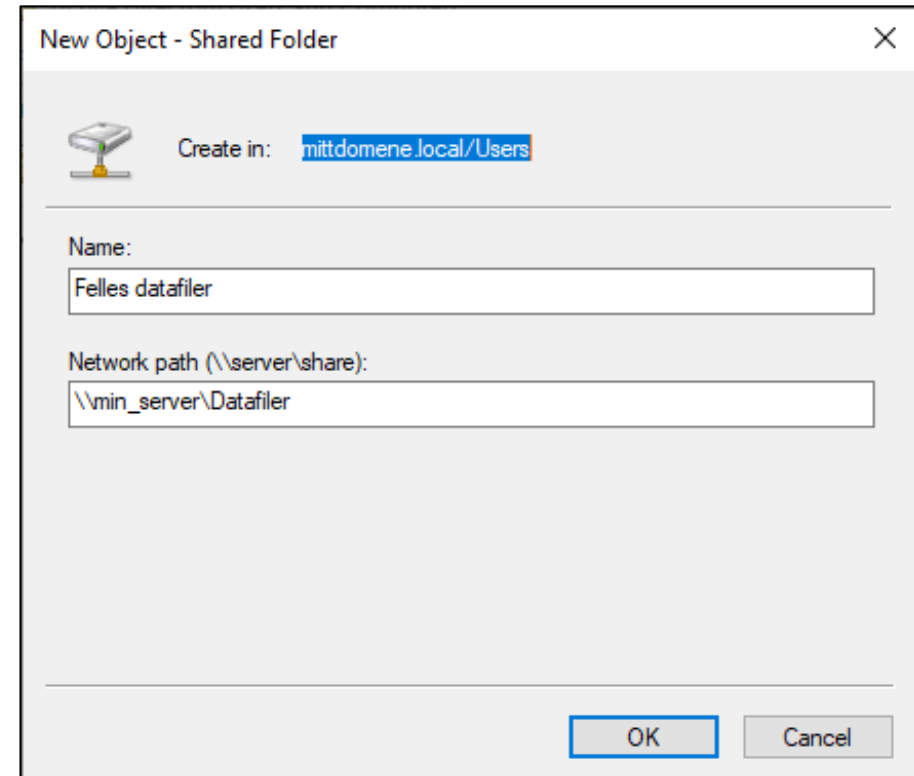 New Object - Shared Folder
Create in: mittdomene.local/Users
Name:
Felles datafiler
Network path (\\server\share):
\\min_server\Datafiler
OK Cancel